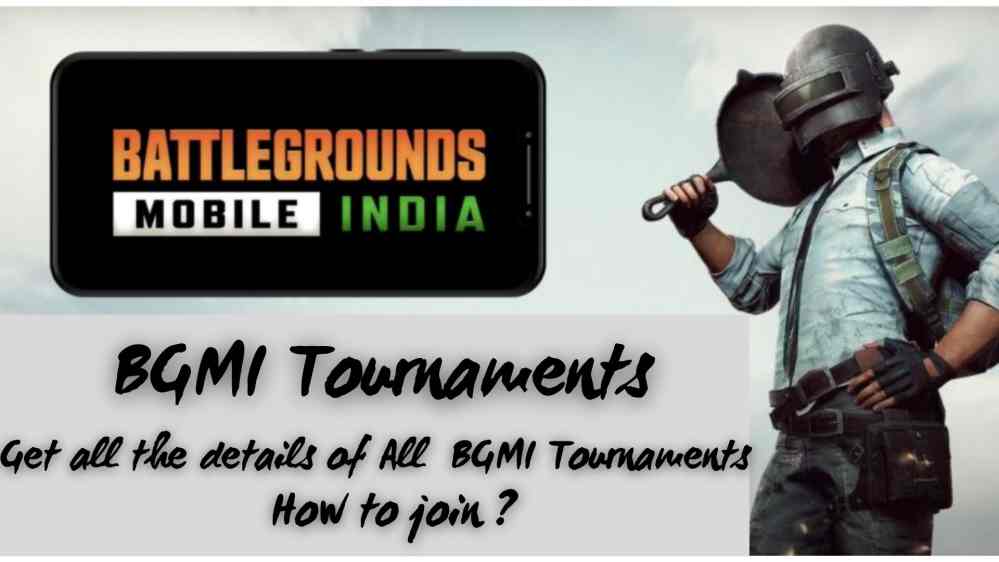 BATTLEGROUNDS
MOBILE INDIA
BGMI Tournaments
Get all the details of All BGMI Tournaments
How to join ?